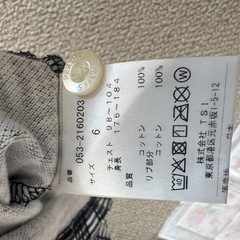 品番
053-2160203
サイズ
6
チェスト 98~104
身長 176~184
品質
コットン 100%
リブ部分
コットン 100%
40
株式会社 TSI
東京都港区元赤坂1-5-12